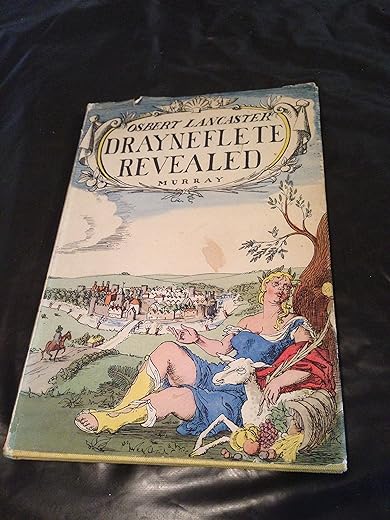 OSBERT LANCASTER
DRAYNEFLETE
REVEALED
MURRAY